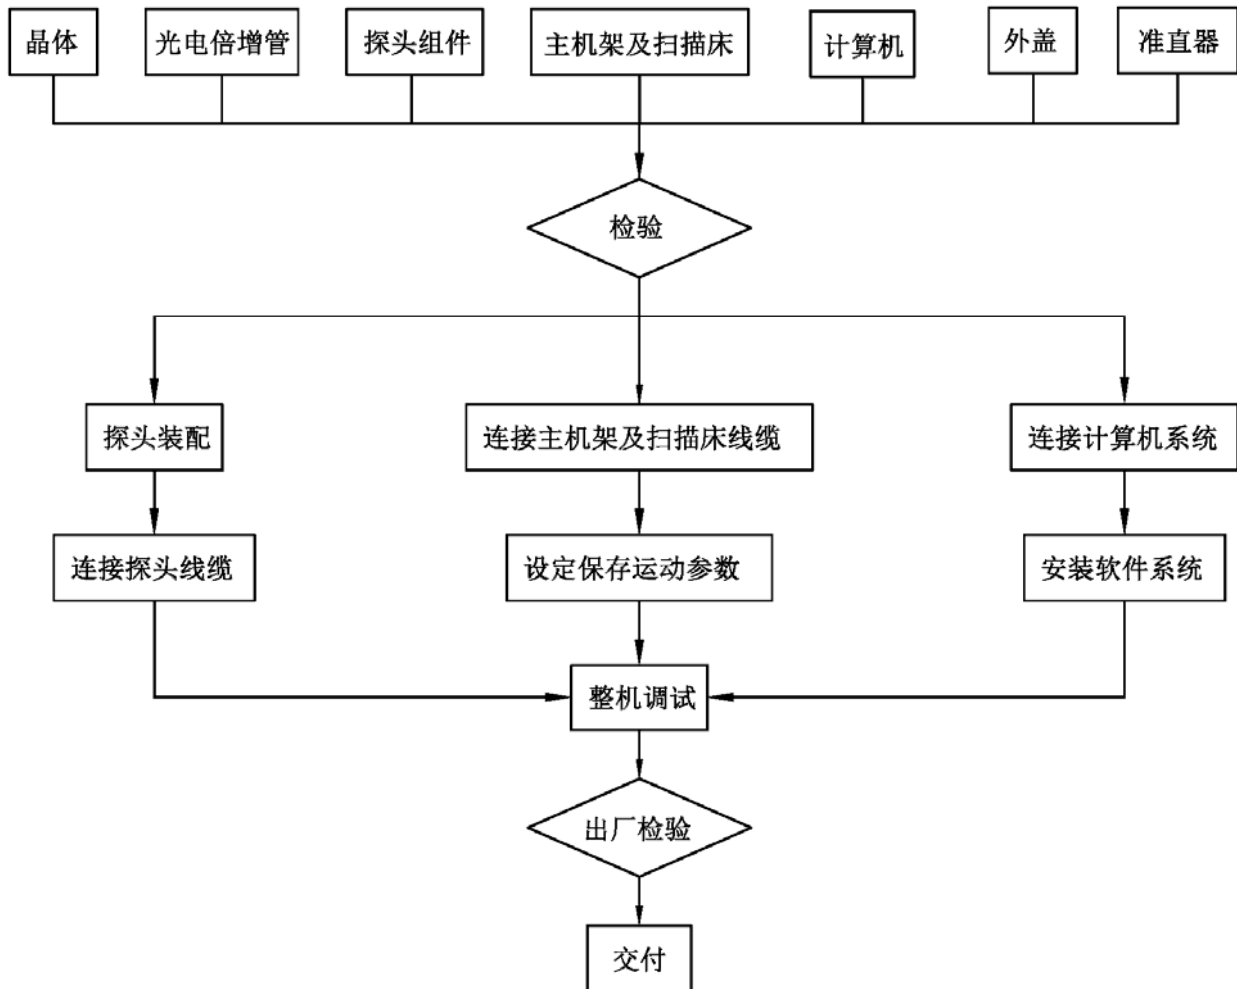 晶体
光电倍增管
探头组件
主机架及扫描床
计算机
外盖
准直器
检验
探头装配
连接主机架及扫描床线缆
连接计算机系统
连接探头线缆
设定保存运动参数
安装软件系统
整机调试
出厂检验
交付